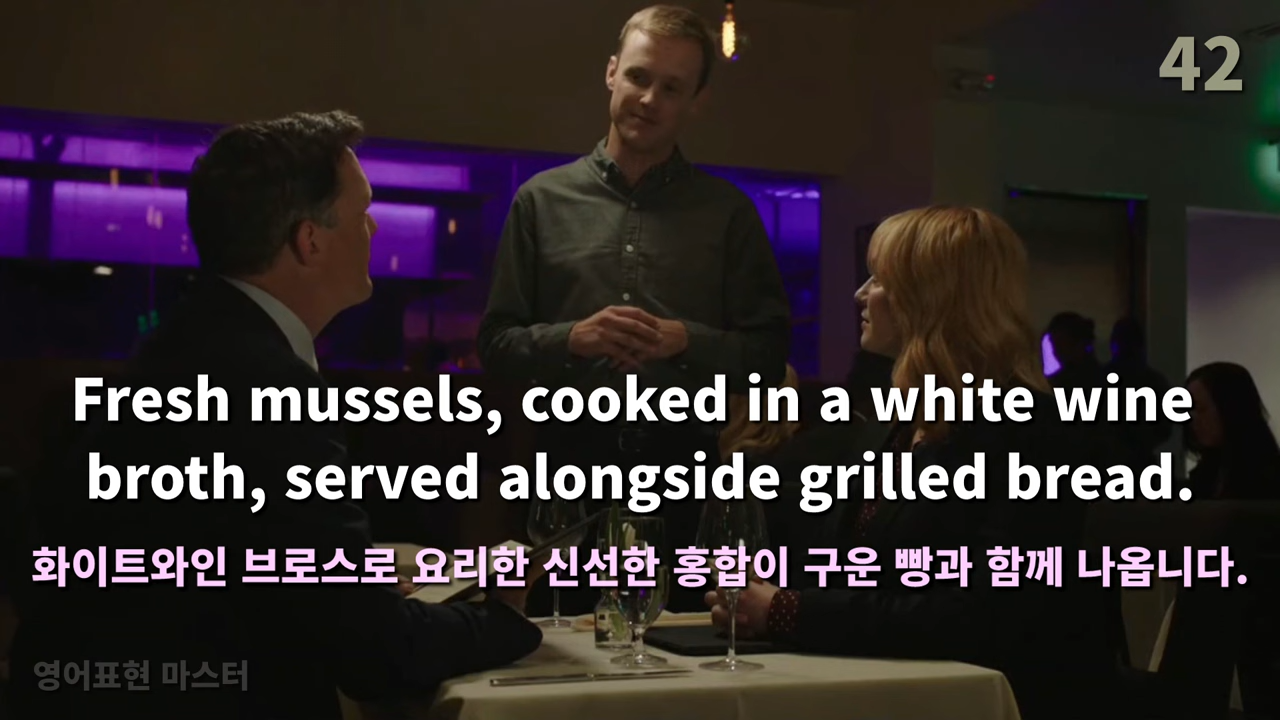 42
Fresh mussels, cooked in a white wine
broth, served alongside grilled bread.
화이트와인 브로스로 요리한 신선한 홍합이 구운 빵과 함께 나옵니다.
영어표현 마스터